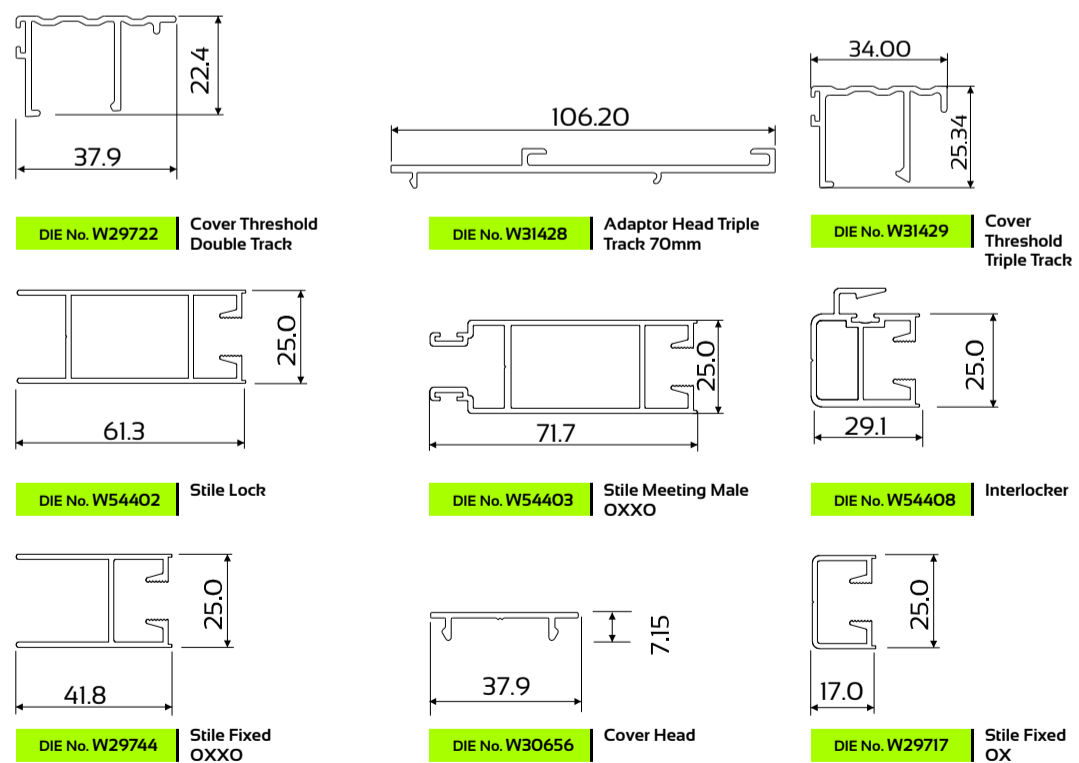 22.4
37.9
DIE No. W29722
Cover Threshold
Double Track
106.20
DIE No. W31428
Adaptor Head Triple
Track 70mm
34.00
25.34
DIE No. W31429
Cover
Threshold
Triple Track
25.0
61.3
DIE No. W54402
Stile Lock
25.0
71.7
DIE No. W54403
Stile Meeting Male
OXXO
25.0
29.1
DIE No. W54408
Interlocker
25.0
41.8
DIE No. W29744
Stile Fixed
OXXO
7.15
37.9
DIE No. W30656
Cover Head
25.0
17.0
DIE No. W29717
Stile Fixed
OX